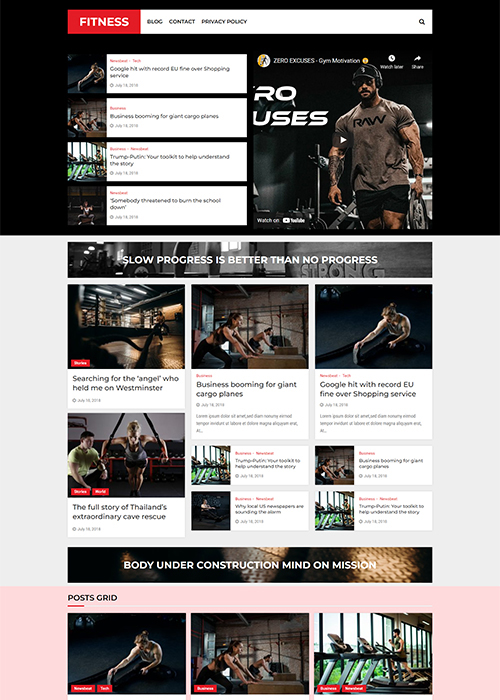 FITNESS
BLOG CONTACT PRIVACY POLICY
Newsbeat • Tech
Google hit with record EU fine over Shopping
service
July 18, 2018
Business
Business booming for giant cargo planes
July 18, 2018
Business • Newsbeat
Trump-Putin: Your toolkit to help understand
the story
July 18, 2018
Newsbeat
'Somebody threatened to burn the school
down'
July 18, 2018
ZERO EXCUSES - Gym Motivation
Watch later
Share
RO
USES
RAW
Watch on YouTube
SLOW PROGRESS IS BETTER THAN NO PROGRESS
STRONG
Stories
Searching for the 'angel' who
held me on Westminster
July 18, 2018
Business
Business booming for giant
cargo planes
July 18, 2018
Lorem ipsum dolor sit amet,sed diam nonumy eirmod
tempor invidunt ut labore et dolore magna aliquyam erat,
At...
Newsbeat • Tech
Google hit with record EU
fine over Shopping service
July 18, 2018
Lorem ipsum dolor sit amet,sed diam nonumy eirmod
tempor invidunt ut labore et dolore magna aliquyam erat,
At...
Stories World
The full story of Thailand's
extraordinary cave rescue
July 18, 2018
Business • Newsbeat
Trump-Putin: Your toolkit to
help understand the story
July 18, 2018
Business
Business booming for giant
cargo planes
July 18, 2018
Business • Newsbeat
Why local US newspapers are
sounding the alarm
July 18, 2018
Business • Newsbeat
Trump-Putin: Your toolkit to
help understand the story
July 18, 2018
BODY UNDER CONSTRUCTION MIND ON MISSION
POSTS GRID
Newsbeat Tech
Business
Business Newsbeat